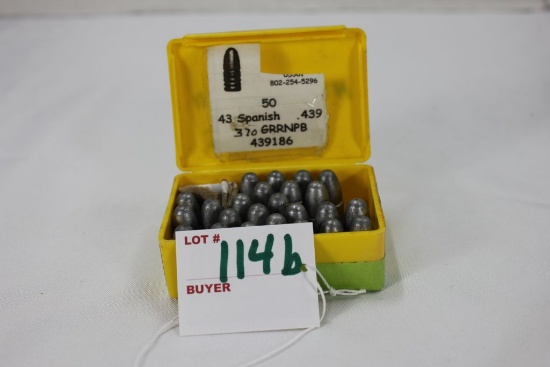 802-254-5296
50
43 Spanish .439
370 GRRNPB
439186
LOT #
114b
BUYER